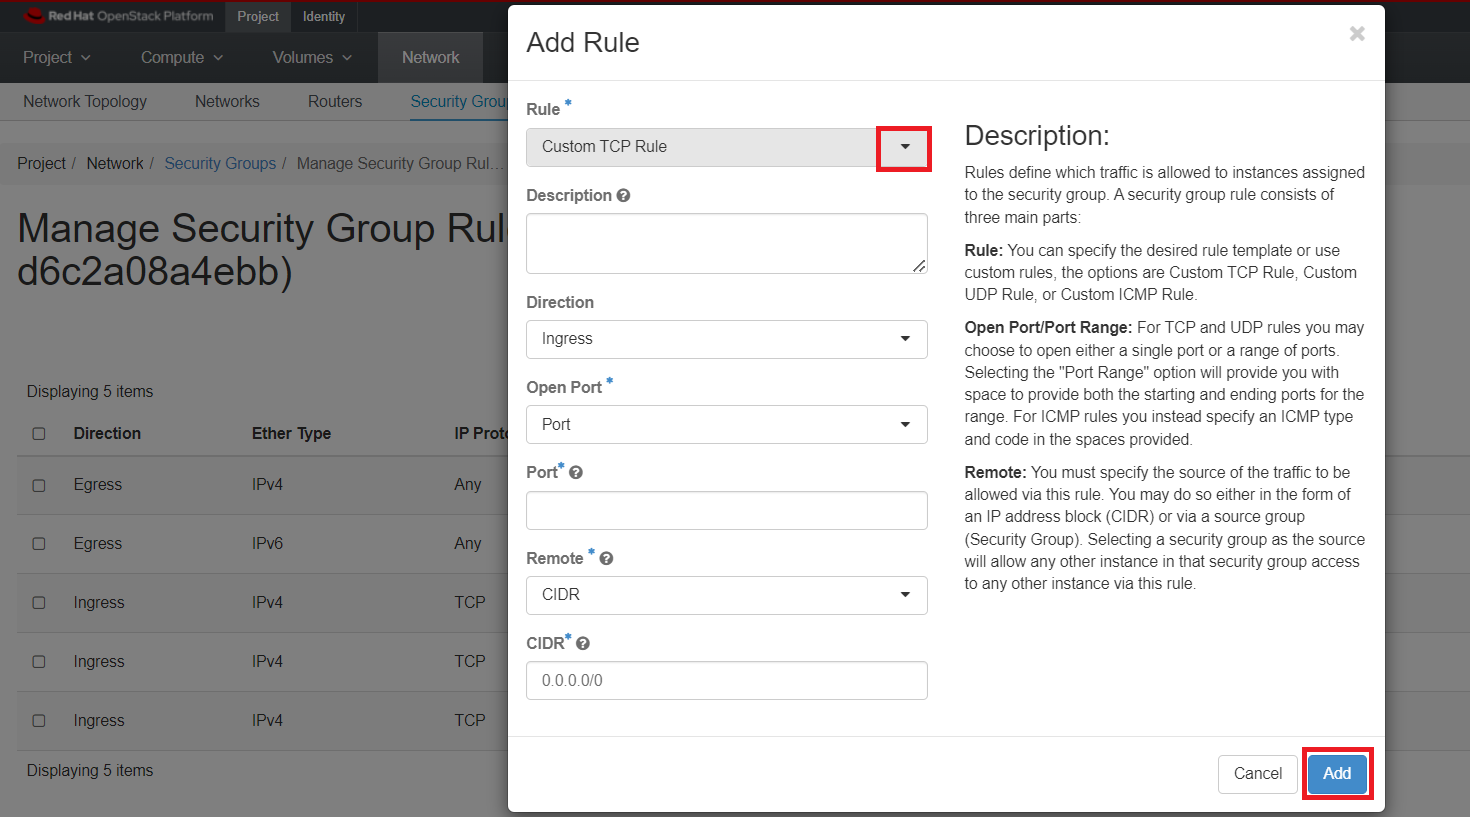 Red Hat OpenStack Platform Project Identity
Project Compute Volumes Network
Network Topology Networks Routers Security Grou
Project / Network / Security Groups / Manage Security Group Rul...
Manage Security Group Rul
d6c2a08a4ebb)
Displaying 5 items
Direction Ether Type IP Proto
Egress IPv4 Any
Egress IPv6 Any
Ingress IPv4 TCP
Ingress IPv4 TCP
Ingress IPv4 TCP
Displaying 5 items
Add Rule
×
Rule *
Custom TCP Rule
Description
Direction
Ingress
Open Port *
Port
Port*
Remote *
CIDR
CIDR*
0.0.0.0/0
Description:
Rules define which traffic is allowed to instances assigned
to the security group. A security group rule consists of
three main parts:
Rule: You can specify the desired rule template or use
custom rules, the options are Custom TCP Rule, Custom
UDP Rule, or Custom ICMP Rule.
Open Port/Port Range: For TCP and UDP rules you may
choose to open either a single port or a range of ports.
Selecting the "Port Range" option will provide you with
space to provide both the starting and ending ports for the
range. For ICMP rules you instead specify an ICMP type
and code in the spaces provided.
Remote: You must specify the source of the traffic to be
allowed via this rule. You may do so either in the form of
an IP address block (CIDR) or via a source group
(Security Group). Selecting a security group as the source
will allow any other instance in that security group access
to any other instance via this rule.
Cancel Add